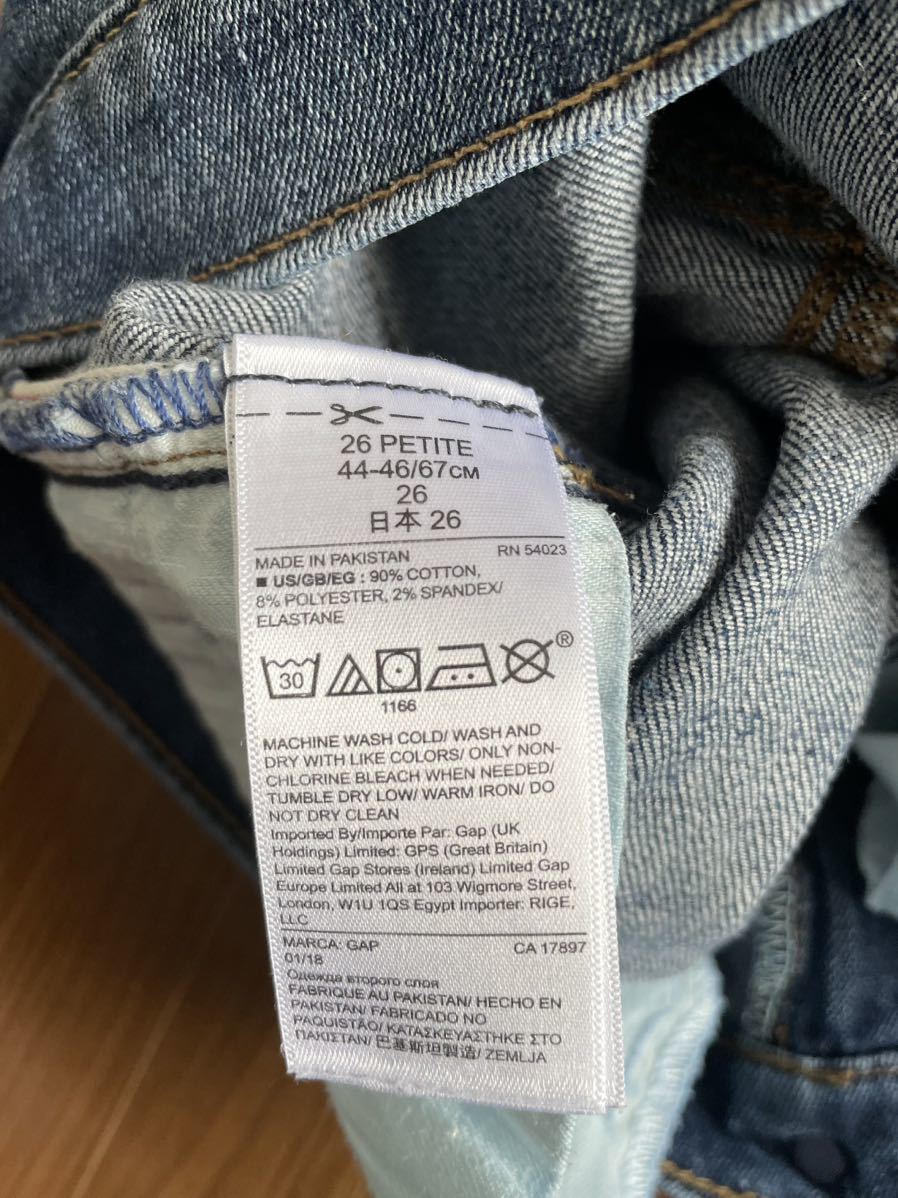 26 PETITE
44-46/67CM
26
日本 26
MADE IN PAKISTAN RN 54023
■ US/GB/EG : 90% COTTON,
8% POLYESTER, 2% SPANDEX/
ELASTANE
30 ®
1166
MACHINE WASH COLD/ WASH AND
DRY WITH LIKE COLORS/ ONLY NON-
CHLORINE BLEACH WHEN NEEDED/
TUMBLE DRY LOW/ WARM IRON/ DO
NOT DRY CLEAN
Imported By/Importe Par: Gap (UK
Holdings) Limited: GPS (Great Britain)
Limited Gap Stores (Ireland) Limited Gap
Europe Limited All at 103 Wigmore Street,
London, W1U 1QS Egypt Importer: RIGE,
LLC
MARCA: GAP CA 17897
01/18
Одежда второго слоя
FABRIQUE AU PAKISTAN/ HECHO EN
PAKISTAN/ FABRICADO NO
PAQUISTÃO/ ΚΑΤΑΣΚΕΥΑΣΤΗΚΕ ΣΤΟ
ΠΑΚΙΣΤΑΝ/ 巴基斯坦製造/ ZEMLJA